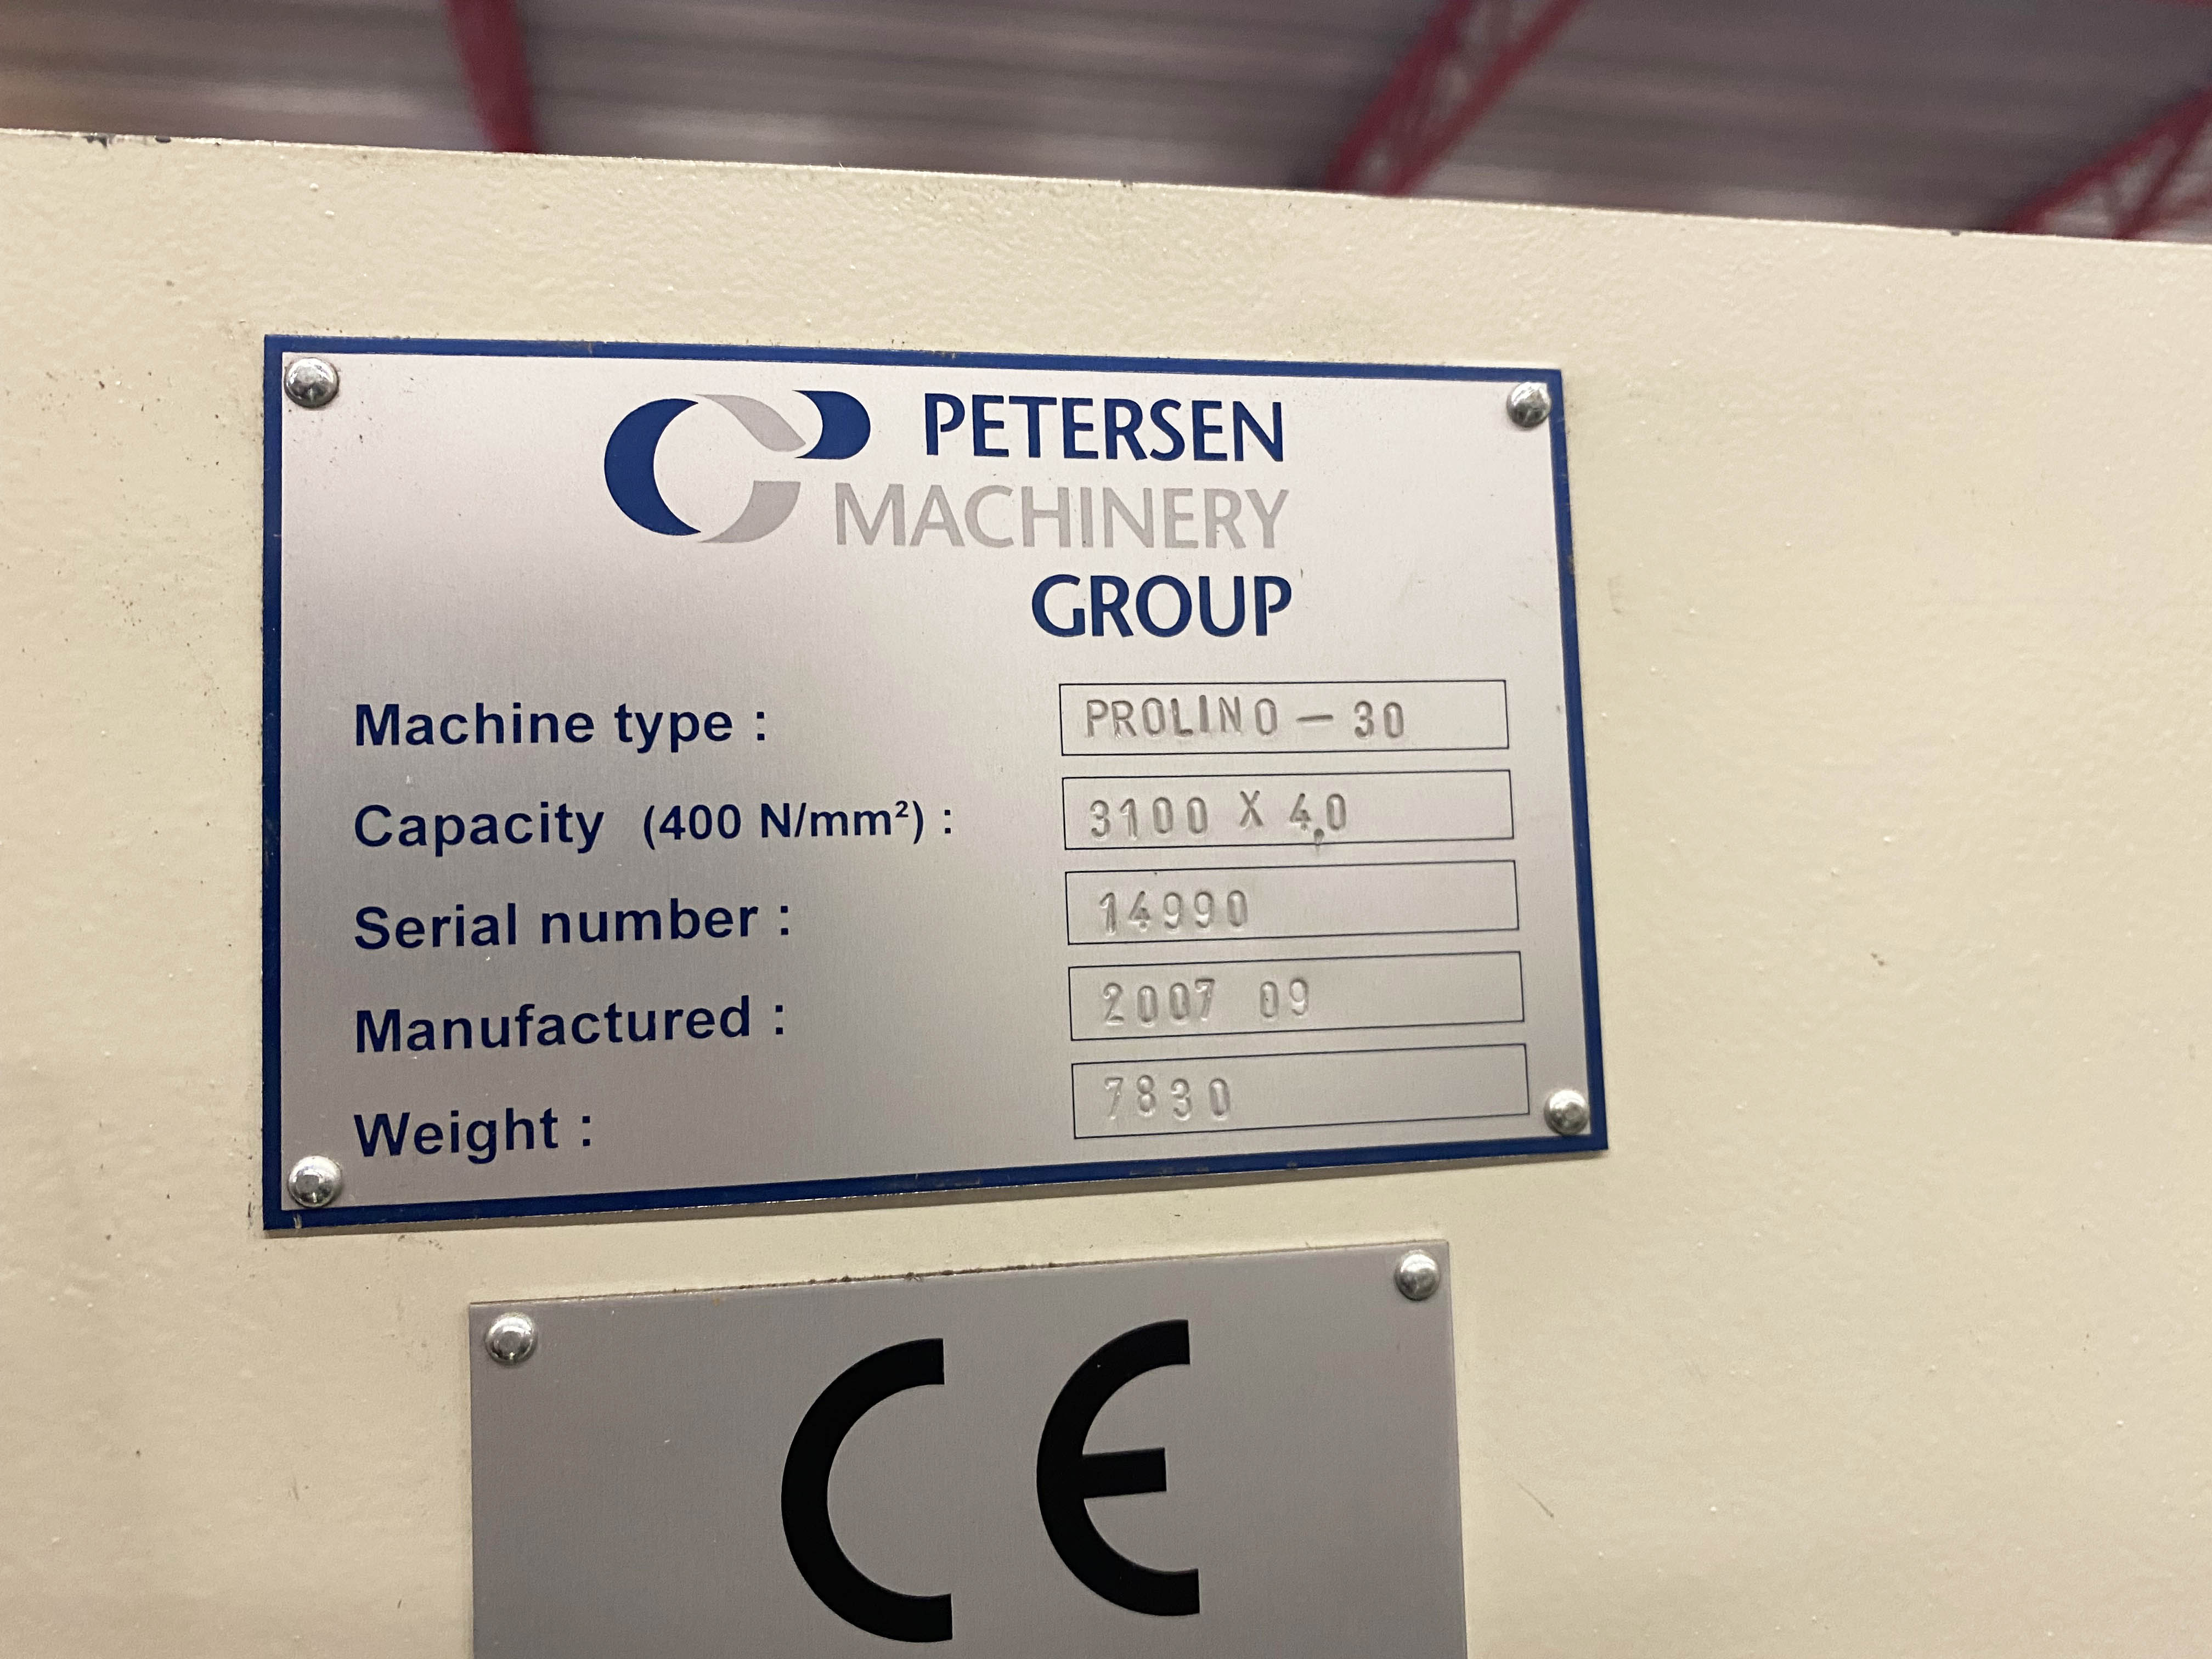 PETERSEN
MACHINERY
GROUP
Machine type : PROLINO - 30
Capacity (400 N/mm²) : 3100 X 4,0
Serial number : 14990
Manufactured : 2007 09
Weight : 7830
CE